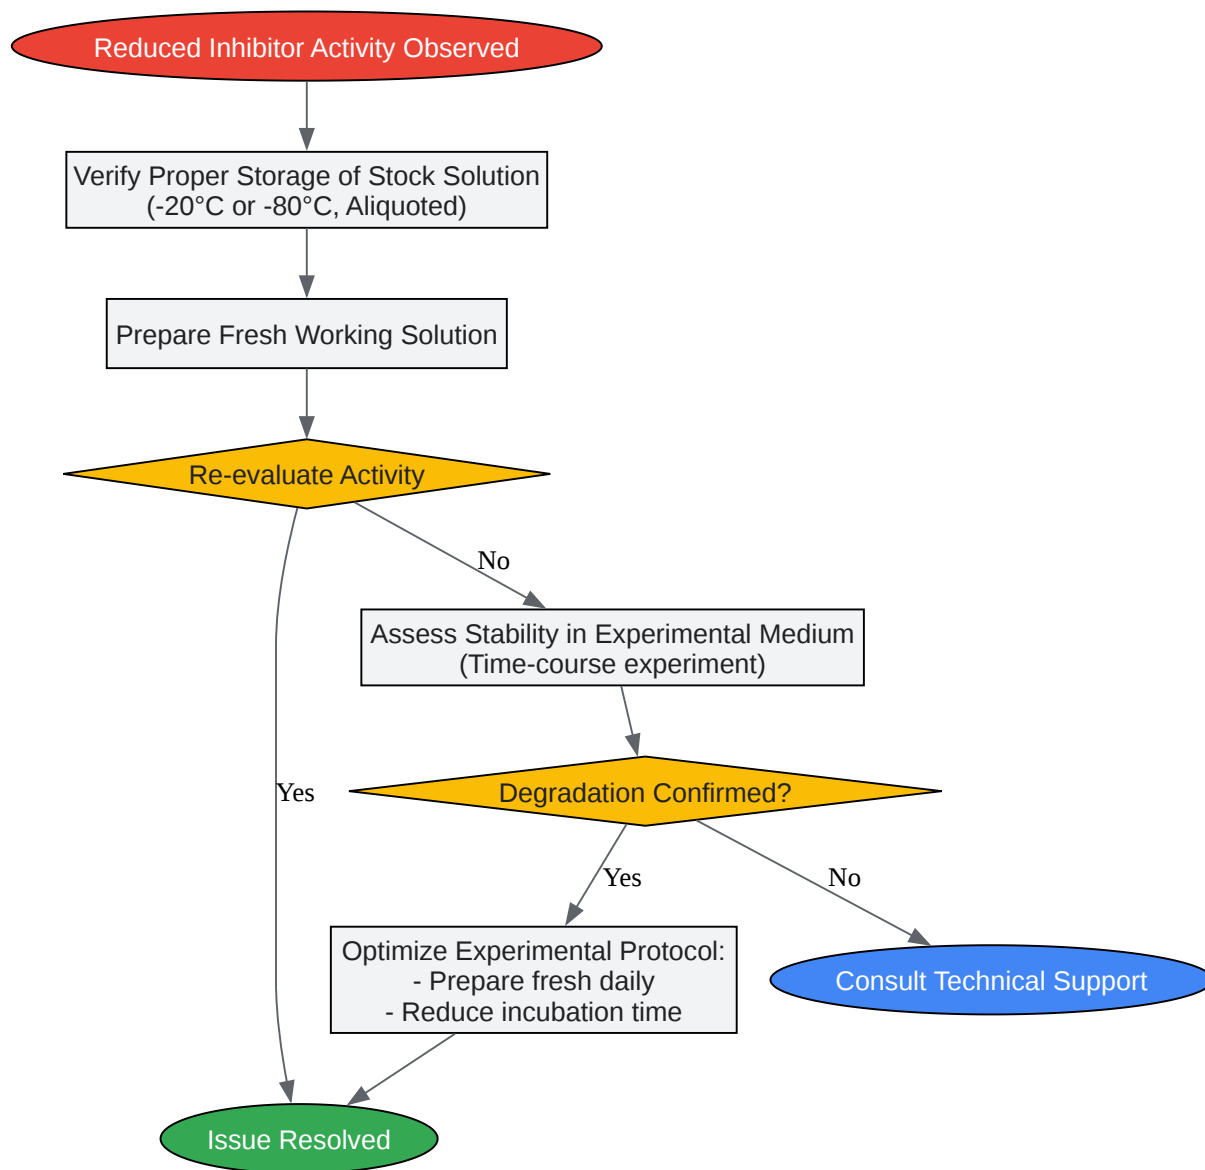 Reduced Inhibitor Activity Observed
Verify Proper Storage of Stock Solution
(-20°C or -80°C, Aliquoted)
Prepare Fresh Working Solution
Re-evaluate Activity
No
Assess Stability in Experimental Medium
(Time-course experiment)
Yes
Degradation Confirmed?
Yes
No
Optimize Experimental Protocol:
- Prepare fresh daily
- Reduce incubation time
Consult Technical Support
Issue Resolved